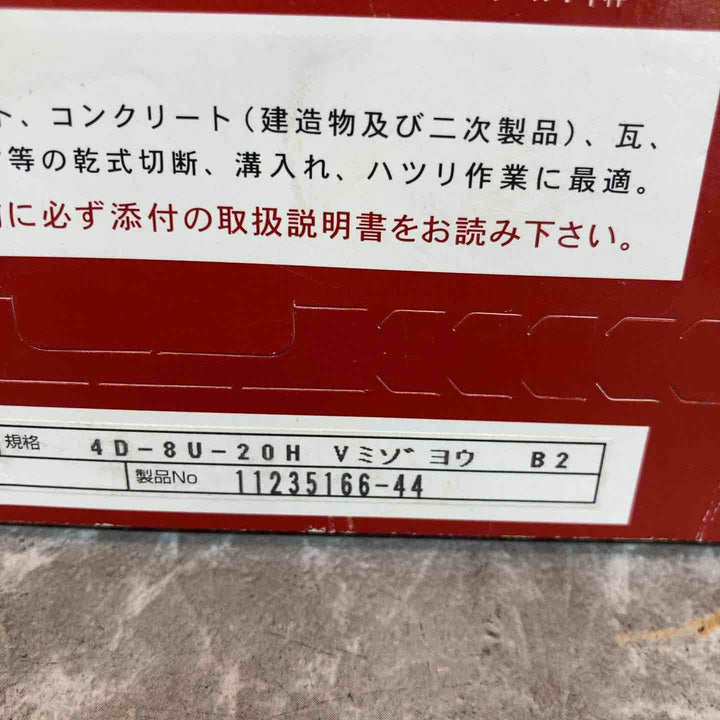 ト、コンクリート(建造物及び二次製品)、瓦、
等の乾式切断、溝入れ、ハツリ作業に最適。
に必ず添付の取扱説明書をお読み下さい。
規格 4D-8U-20H Vミゾヨウ B2
製品No 11235166-44